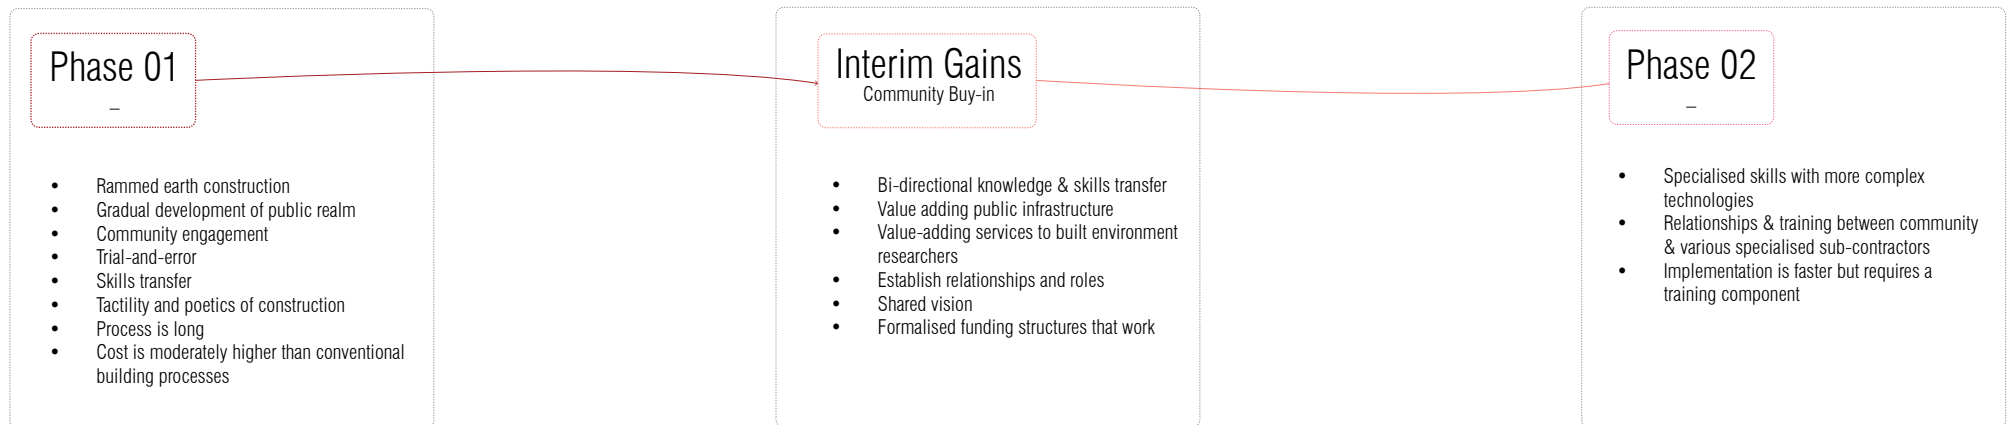 Phase 01
–
• Rammed earth construction
• Gradual development of public realm
• Community engagement
• Trial-and-error
• Skills transfer
• Tactility and poetics of construction
• Process is long
• Cost is moderately higher than conventional
building processes
Interim Gains
Community Buy-in
• Bi-directional knowledge & skills transfer
• Value adding public infrastructure
• Value-adding services to built environment
researchers
• Establish relationships and roles
• Shared vision
• Formalised funding structures that work
Phase 02
–
• Specialised skills with more complex
technologies
• Relationships & training between community
& various specialised sub-contractors
• Implementation is faster but requires a
training component